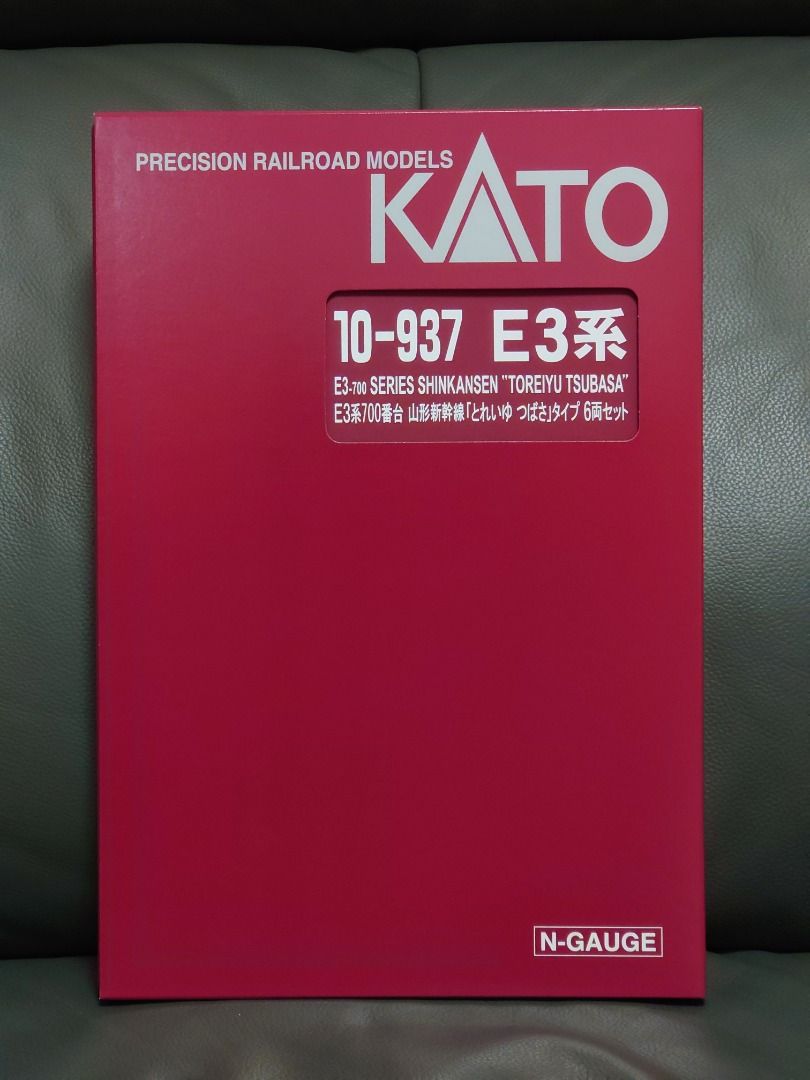 PRECISION RAILROAD MODELS
KATO
10-937 E3系
E3-700 SERIES SHINKANSEN "TOREIYU TSUBASA"
E3系700番台 山形新幹線「とれいゆ つばさ」タイプ 6両セット
N-GAUGE